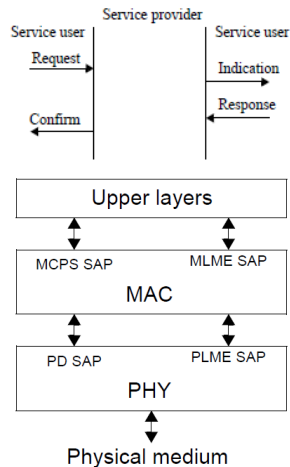 Service provider
Service user Service user
Request
Indication
Response
Confirm
Upper layers
MCPS SAP MLME SAP
MAC
PD SAP PLME SAP
PHY
Physical medium